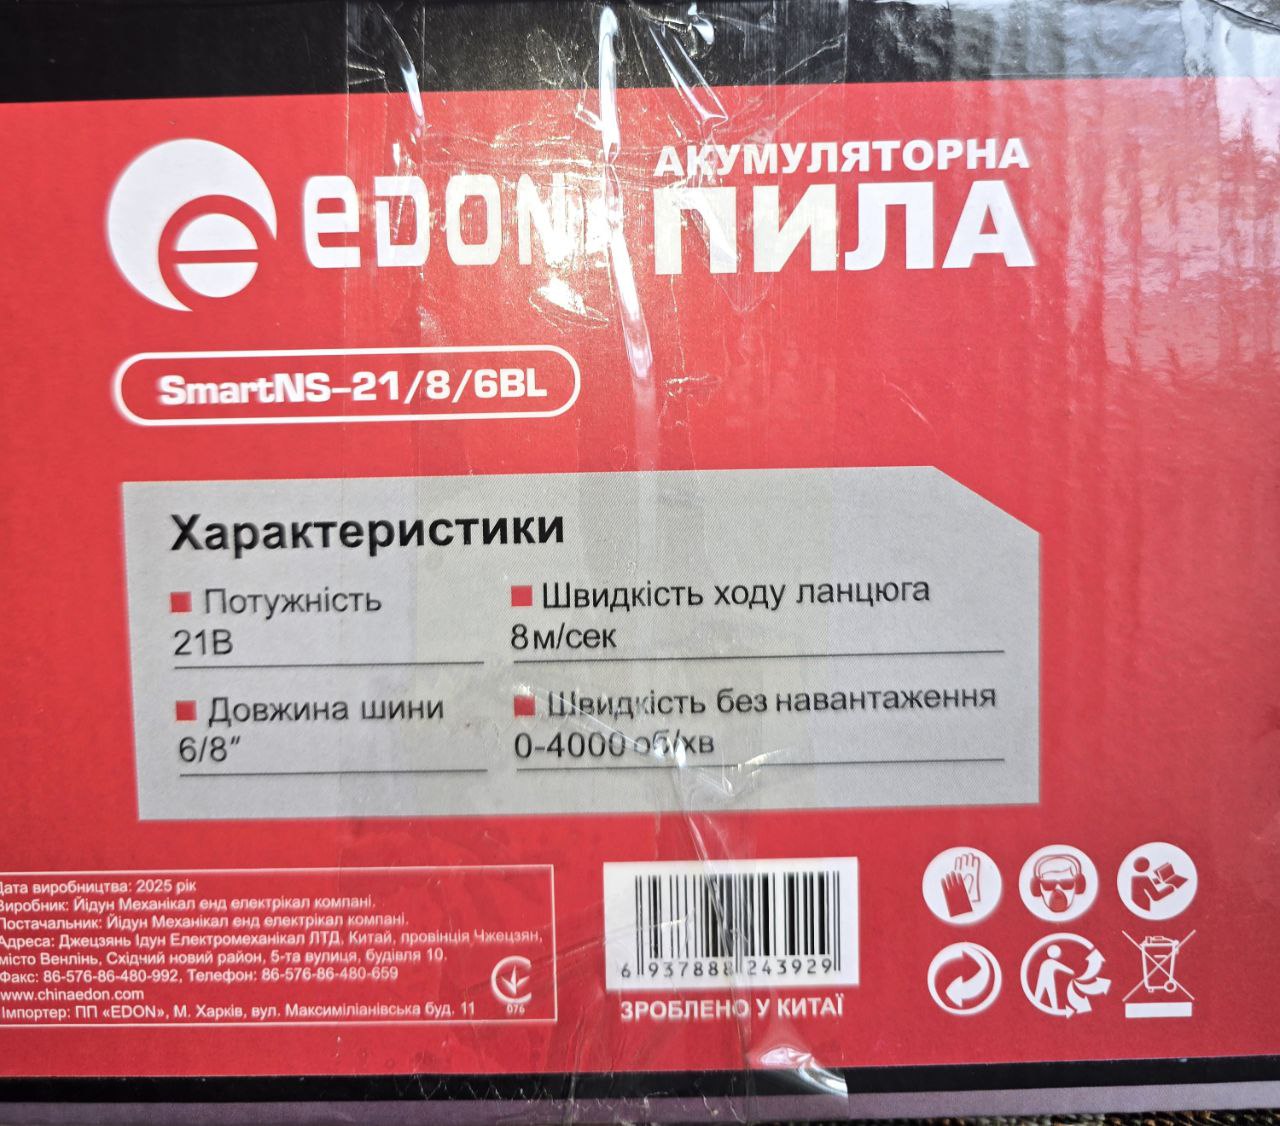 eDON
АКУМУЛЯТОРНА
ПИЛА
SmartNS-21/8/6BL
Характеристики
Потужність
21В
Швидкість ходу ланцюга
8м/сек
Довжина шини
6/8"
Швидкість без навантаження
0-4000 об/хв
Дата виробництва: 2025 рік
Виробник: Йідун Механікал енд електрікал компані.
Постачальник: Йідун Механікал енд електрікал компані.
Адреса: Джецзянь Ідун Електромеханікал ЛТД, Китай, провінція Чжецзян,
місто Венлінь, Східний новий район, 5-та вулиця, будівля 10.
Факс: 86-576-86-480-992, Телефон: 86-576-86-480-659
www.chinaedon.com
Імпортер: ПП «EDON», М. Харків, вул. Максиміліанівська буд. 11
076
6 937888 243929
ЗРОБЛЕНО У КИТАЇ